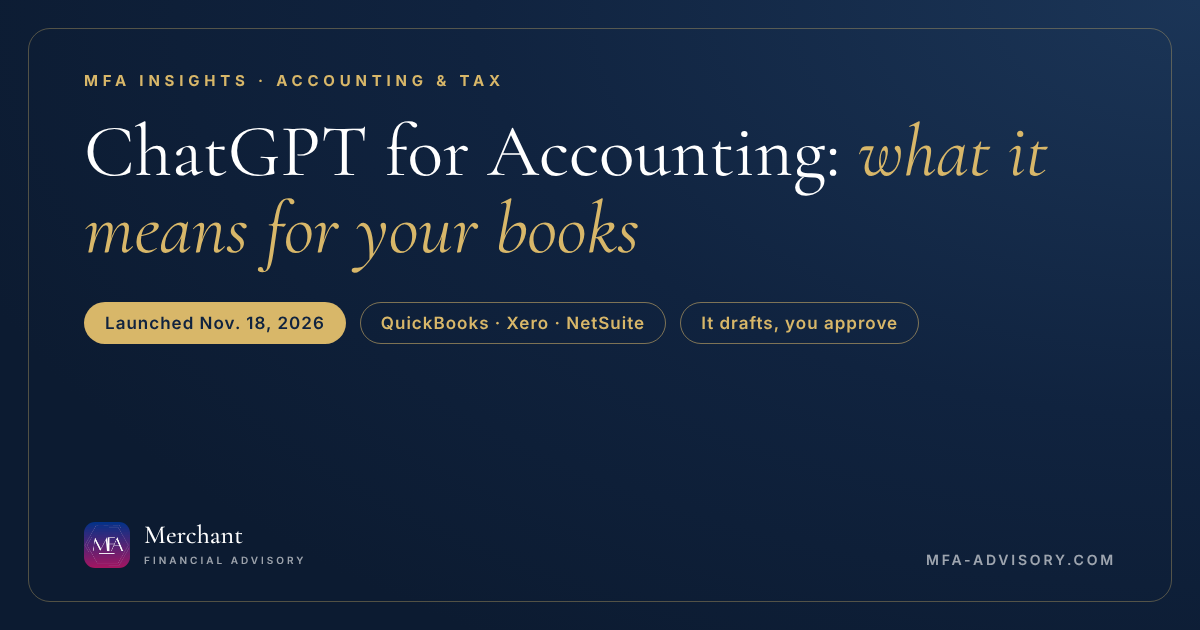 MFA INSIGHTS · ACCOUNTING & TAX
ChatGPT for Accounting: what it
means for your books
Launched Nov. 18, 2026
QuickBooks · Xero · NetSuite
It drafts, you approve
MFA
Merchant
FINANCIAL ADVISORY
MFA-ADVISORY.COM